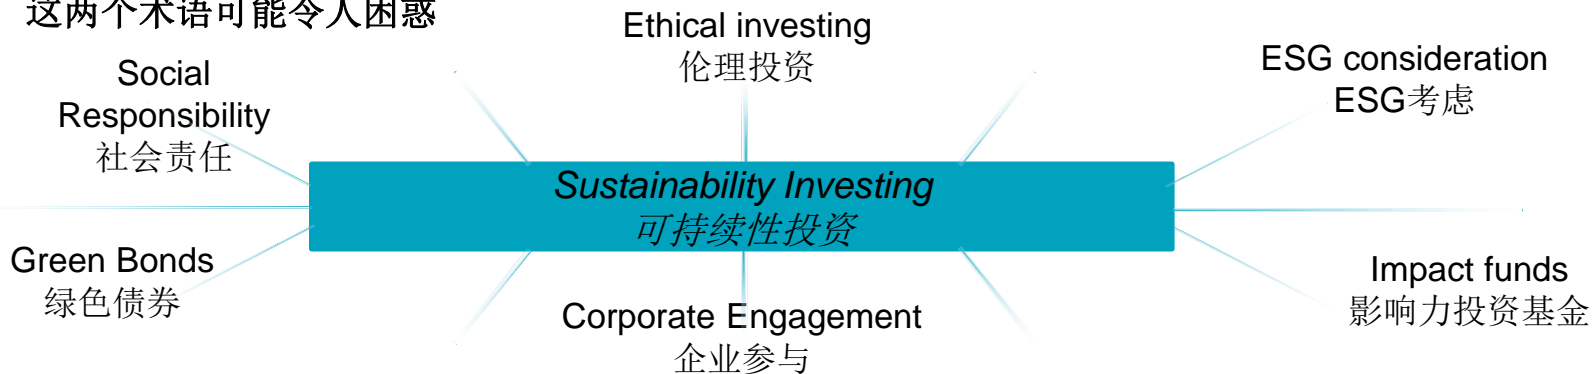 这两个术语可能令人困惑
Ethical investing
伦理投资
Social
Responsibility
社会责任
ESG consideration
ESG考虑
Sustainability Investing
可持续性投资
Green Bonds
绿色债券
Corporate Engagement
企业参与
Impact funds
影响力投资基金